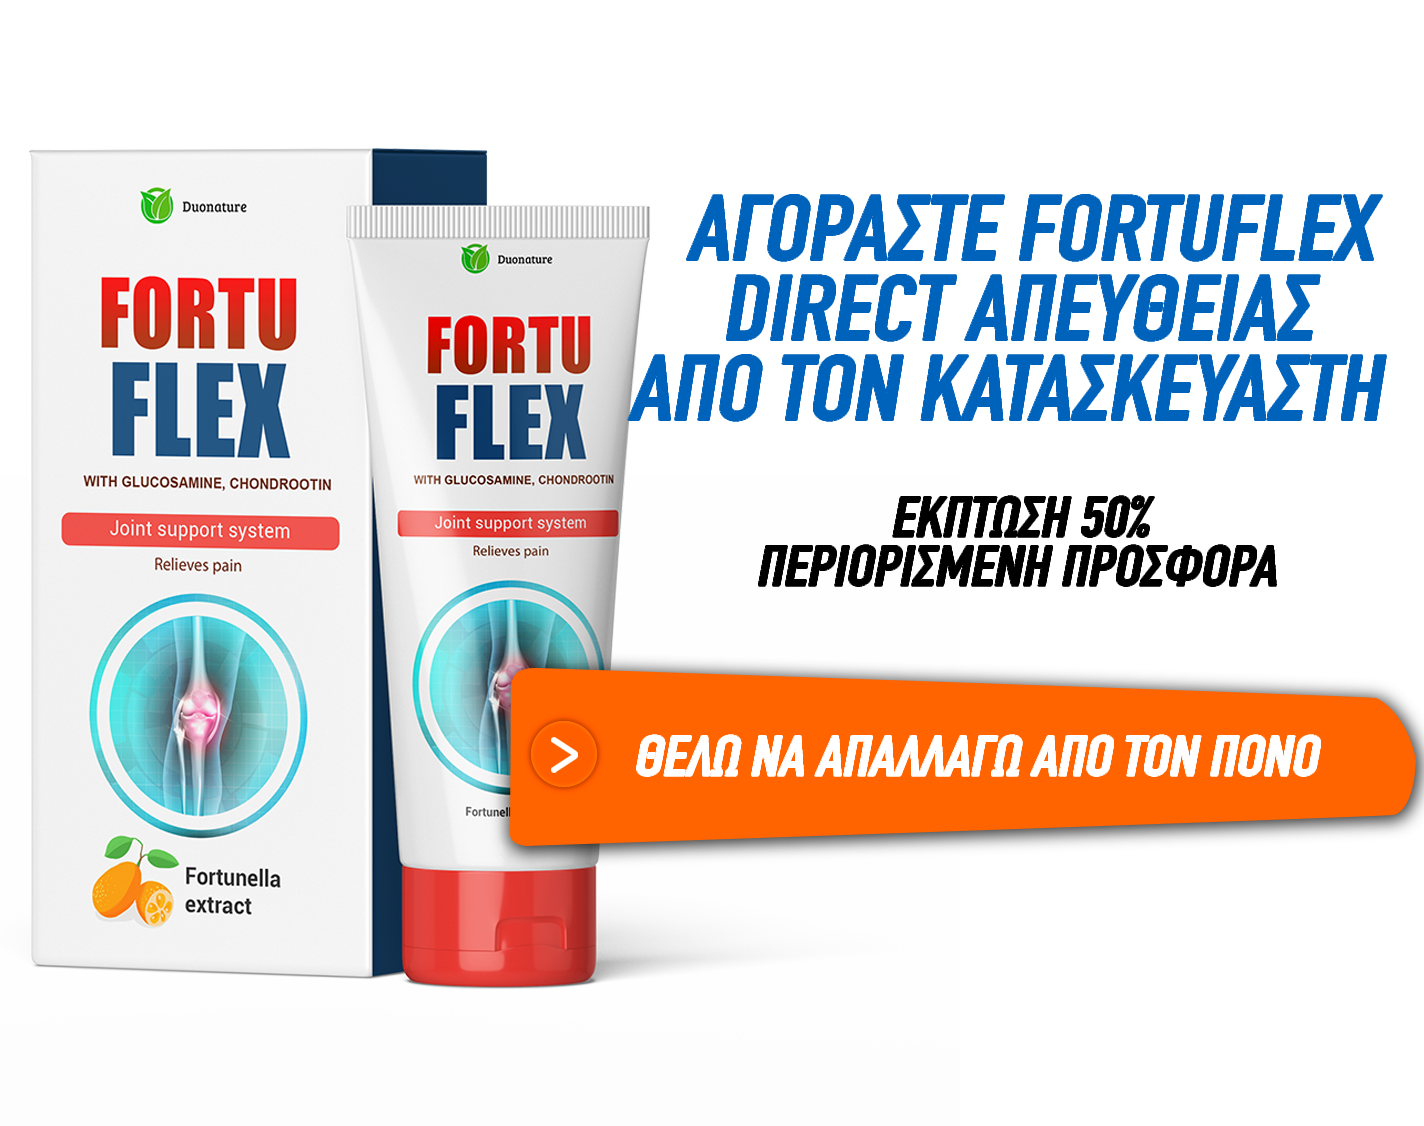 Duonature
FORTU
FLEX
WITH GLUCOSAMINE, CHONDROOTIN
Joint support system
Relieves pain
Fortunella
extract
Duonature
FORTU
FLEX
WITH GLUCOSAMINE, CHONDROOTIN
Joint support system
Relieves pain
ΑΓΟΡΑΣΤΕ FORTUFLEX
DIRECT ΑΠΕΥΘΕΙΑΣ
ΑΠΟ ΤΟΝ ΚΑΤΑΣΚΕΥΑΣΤΗ
ΕΚΠΤΩΣΗ 50%
ΠΕΡΙΟΡΙΣΜΕΝΗ ΠΡΟΣΦΟΡΑ
ΘΕΛΩ ΝΑ ΑΠΑΛΛΑΓΩ ΑΠΟ ΤΟΝ ΠΟΝΟ